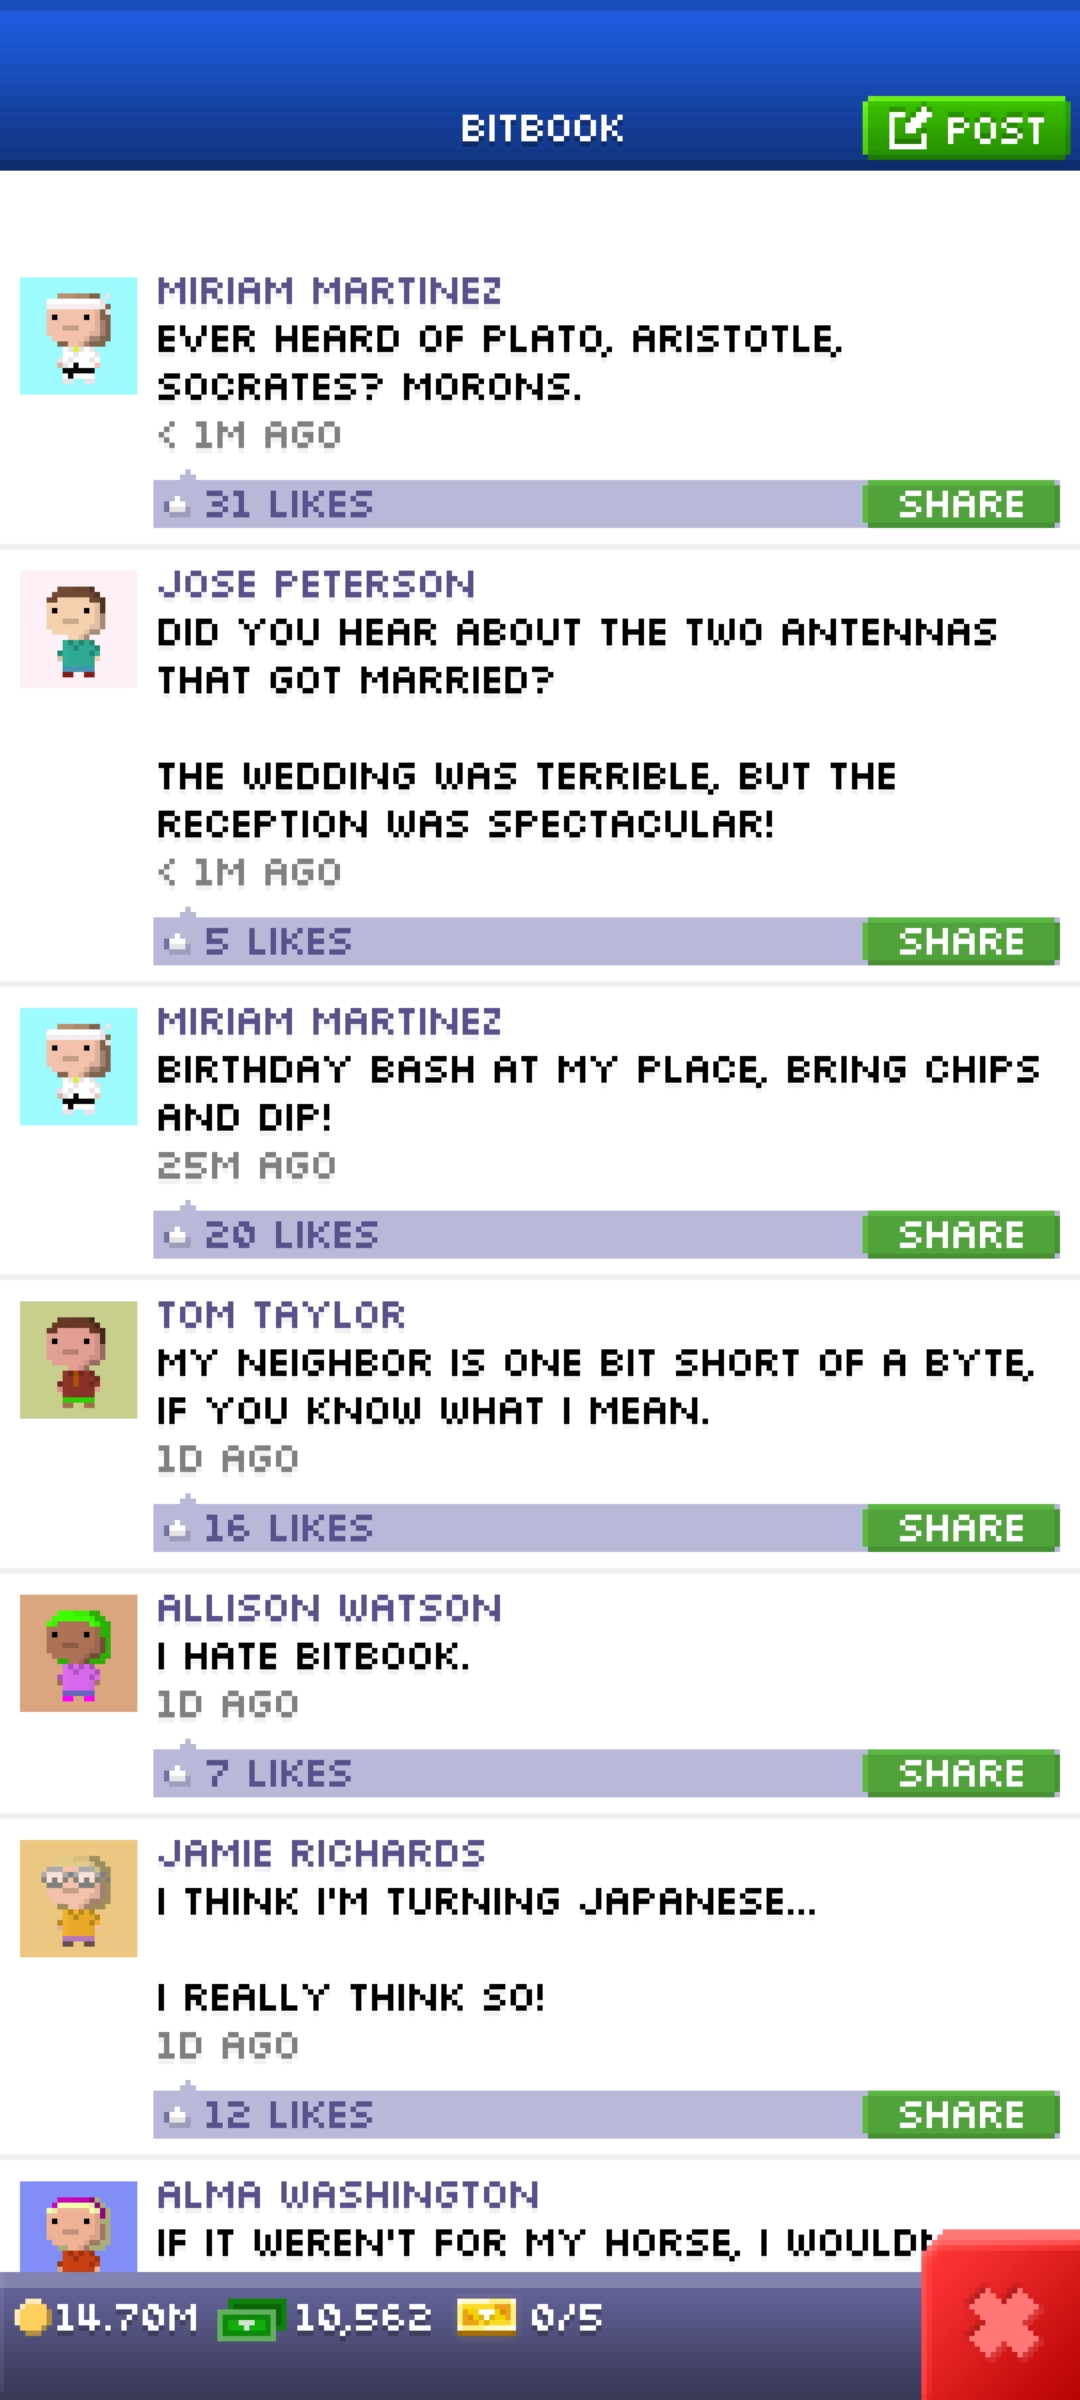 BITBOOK
POST
MIRIAM MARTINEZ
EVER HEARD OF PLATO, ARISTOTLE,
SOCRATES? MORONS.
< 1M AGO
31 LIKES
SHARE
JOSE PETERSON
DID YOU HEAR ABOUT THE TWO ANTENNAS
THAT GOT MARRIED?
THE WEDDING WAS TERRIBLE, BUT THE
RECEPTION WAS SPECTACULAR!
< 1M AGO
5 LIKES
SHARE
MIRIAM MARTINEZ
BIRTHDAY BASH AT MY PLACE, BRING CHIPS
AND DIP!
25M AGO
20 LIKES
SHARE
TOM TAYLOR
MY NEIGHBOR IS ONE BIT SHORT OF A BYTE,
IF YOU KNOW WHAT I MEAN.
1D AGO
16 LIKES
SHARE
ALLISON WATSON
I HATE BITBOOK.
1D AGO
7 LIKES
SHARE
JAMIE RICHARDS
I THINK I'M TURNING JAPANESE...
I REALLY THINK SO!
1D AGO
12 LIKES
SHARE
ALMA WASHINGTON
IF IT WEREN'T FOR MY HORSE, I
14.70M
10,562
0/5